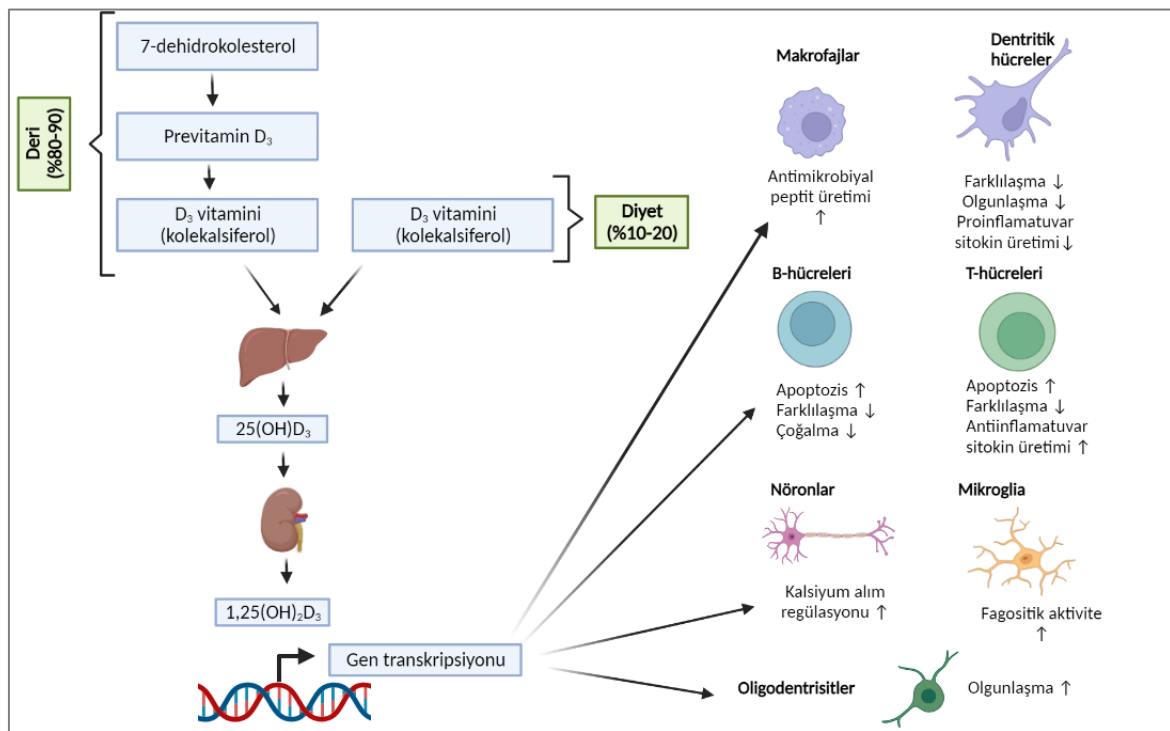 7-dehidrokolesterol
Deri
(%80-90)
Previtamin D₃
D₃ vitamini
(kolekalsiferol)
D₃ vitamini
(kolekalsiferol)
Diyet
(%10-20)
25(OH)D₃
1,25(OH)₂D₃
Gen transkripsiyonu
Makrofajlar
Antimikrobiyal
peptit üretimi
↑
Dentritik
hücreler
Farklılaşma ↓
Olgunlaşma ↓
Proinflamatuvar
sitokin üretimi↓
B-hücreleri
Apoptozis ↑
Farklılaşma ↓
Çoğalma ↓
T-hücreleri
Apoptozis ↑
Farklılaşma ↓
Antiinflamatuvar
sitokin üretimi ↑
Nöronlar
Kalsiyum alım
regülasyonu ↑
Mikroglia
Fagositik aktivite
↑
Oligodentrisitler
Olgunlaşma ↑